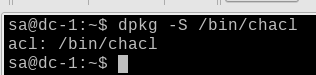 sa@dc-1:~$ dpkg -S /bin/chacl
acl: /bin/chacl
sa@dc-1:~$